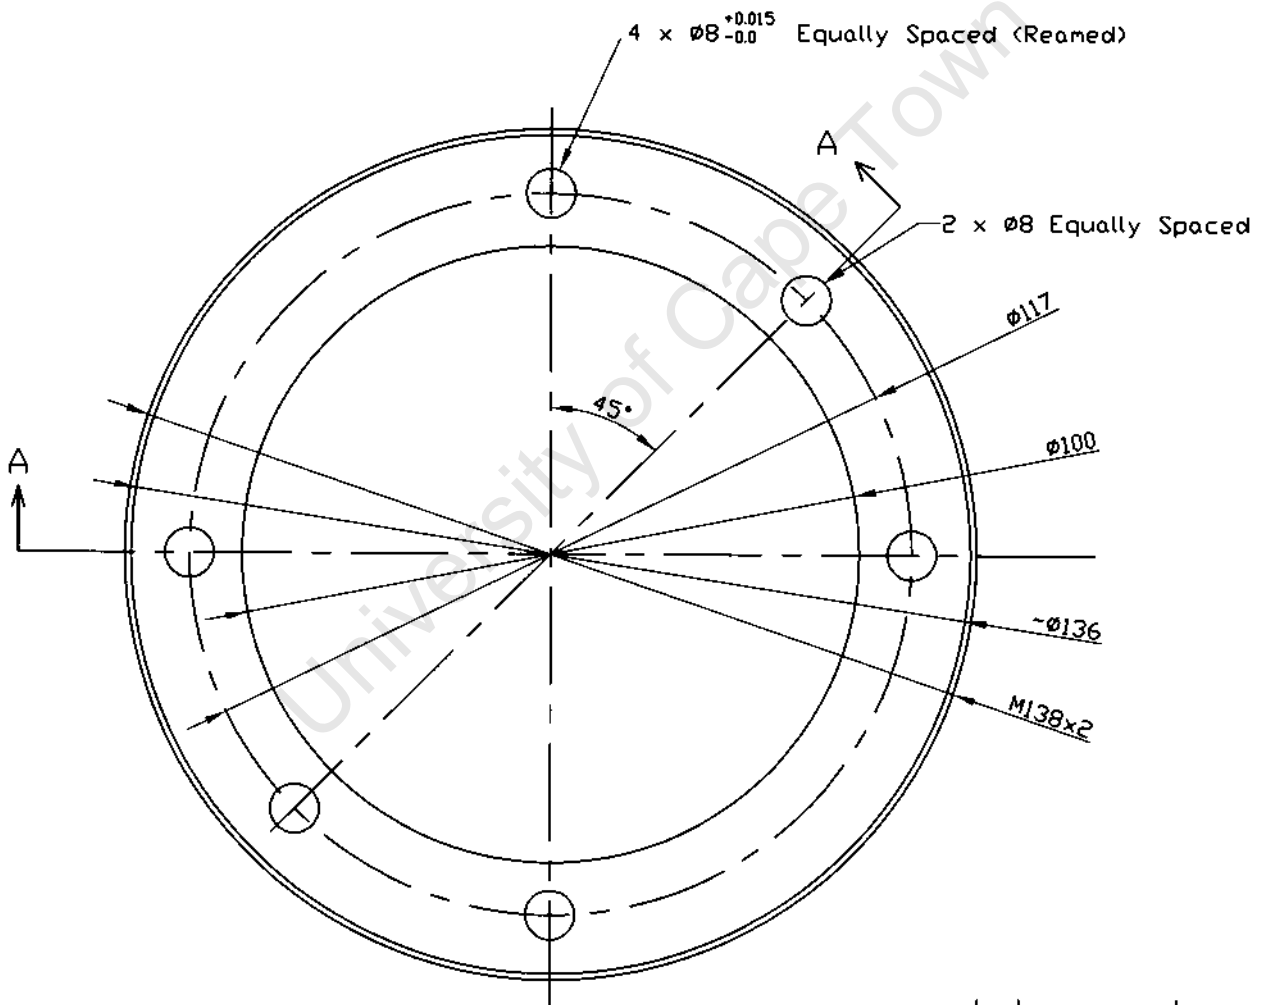 4 x ø8 +0.015 -0.0 Equally Spaced (Reamed)
A
2 x ø8 Equally Spaced
ø117
45°
ø100
A
~ø136
M138x2
University of Cape Town